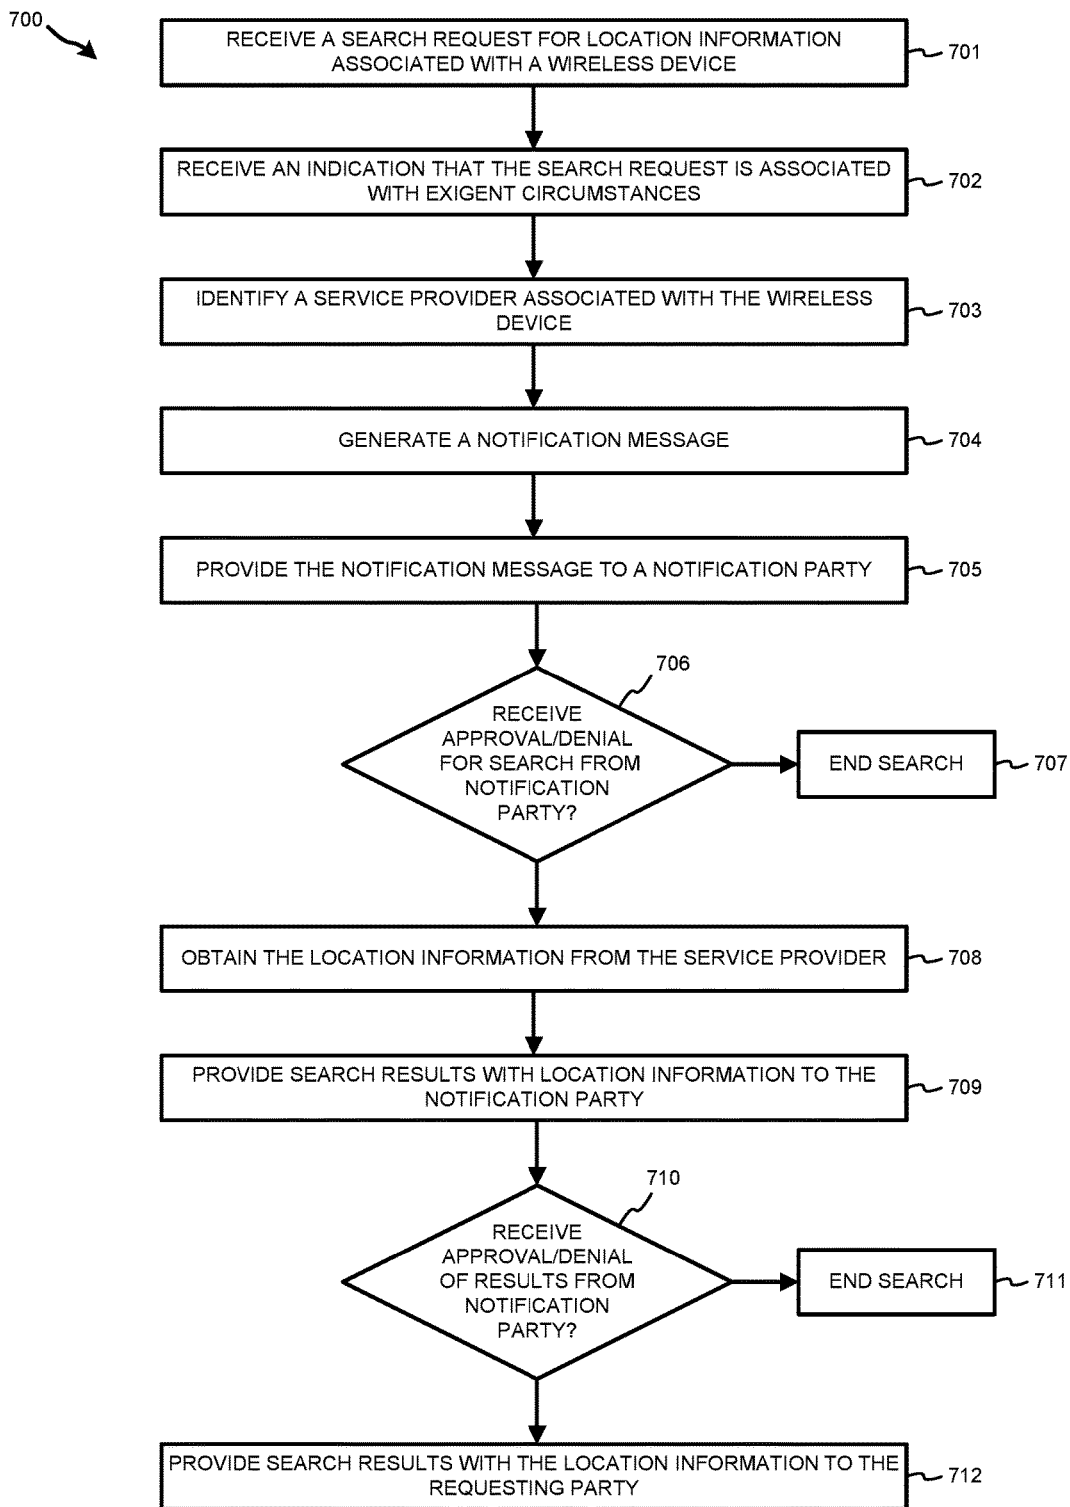 700
RECEIVE A SEARCH REQUEST FOR LOCATION INFORMATION
ASSOCIATED WITH A WIRELESS DEVICE
701
RECEIVE AN INDICATION THAT THE SEARCH REQUEST IS ASSOCIATED
WITH EXIGENT CIRCUMSTANCES
702
IDENTIFY A SERVICE PROVIDER ASSOCIATED WITH THE WIRELESS
DEVICE
703
GENERATE A NOTIFICATION MESSAGE
704
PROVIDE THE NOTIFICATION MESSAGE TO A NOTIFICATION PARTY
705
706
RECEIVE
APPROVAL/DENIAL
FOR SEARCH FROM
NOTIFICATION
PARTY?
END SEARCH
707
OBTAIN THE LOCATION INFORMATION FROM THE SERVICE PROVIDER
708
PROVIDE SEARCH RESULTS WITH LOCATION INFORMATION TO THE
NOTIFICATION PARTY
709
710
RECEIVE
APPROVAL/DENIAL
OF RESULTS FROM
NOTIFICATION
PARTY?
END SEARCH
711
PROVIDE SEARCH RESULTS WITH THE LOCATION INFORMATION TO THE
REQUESTING PARTY
712